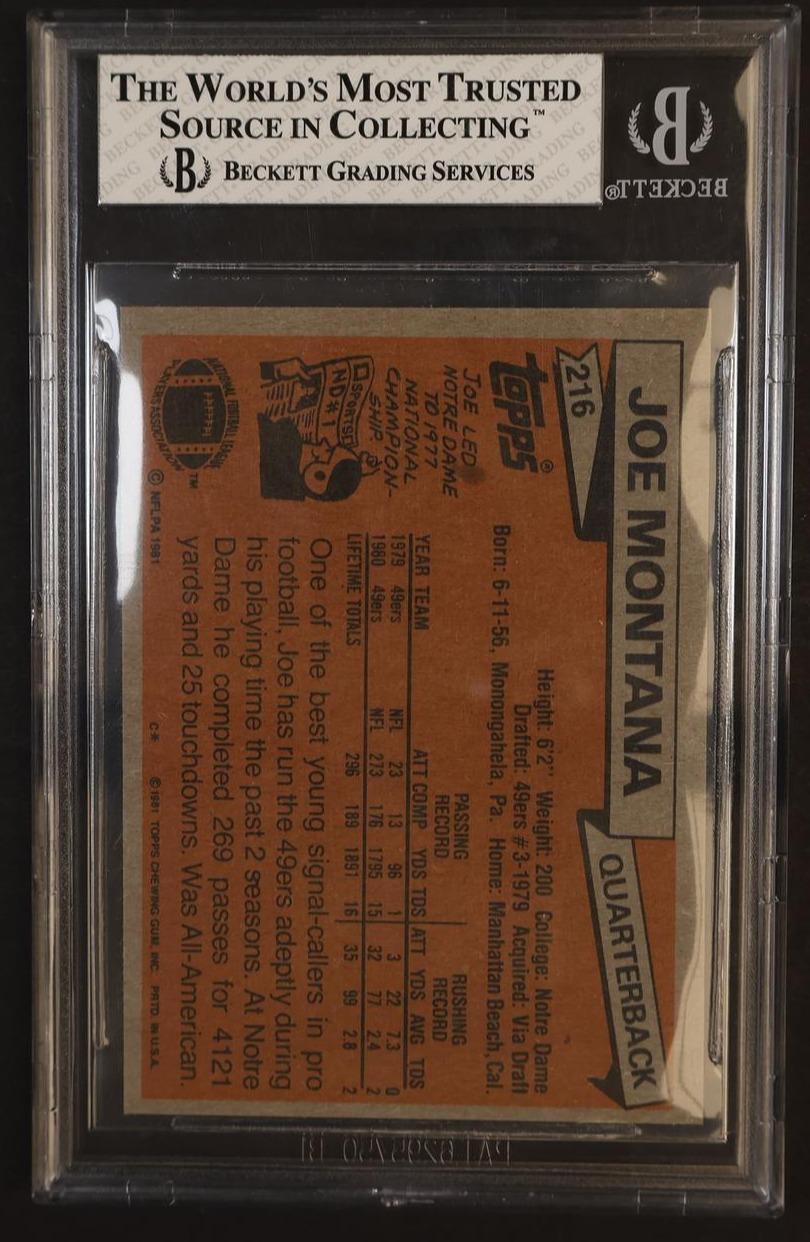 THE WORLD'S MOST TRUSTED
SOURCE IN COLLECTING™
B BECKETT GRADING SERVICES
B
BECKETT®
JOE MONTANA
QUARTERBACK
216
topps®
Height: 6'2" Weight: 200 College: Notre Dame
Drafted: 49ers #3-1979 Acquired: Via Draft
Born: 6-11-56, Monongahela, Pa. Home: Manhattan Beach, Cal.
JOE LED
NOTRE DAME
TO 1977
NATIONAL
CHAMPION-
SHIP.
SPORTS
ND #1
PASSING RUSHING
RECORD RECORD
YEAR TEAM ATT COMP YDS TDS ATT YDS AVG TDS
1979 49ers NFL 23 13 96 1 3 22 7.3 0
1980 49ers NFL 273 176 1795 15 32 77 2.4 2
LIFETIME TOTALS 296 189 1891 16 35 99 2.8 2
One of the best young signal-callers in pro
football, Joe has run the 49ers adeptly during
his playing time the past 2 seasons. At Notre
Dame he completed 269 passes for 4121
yards and 25 touchdowns. Was All-American.
NATIONAL FOOTBALL LEAGUE
PLAYERS ASSOCIATION™
NFLPA
© NFLPA 1981
C* © 1981 TOPPS CHEWING GUM, INC. PRTD. IN U.S.A.